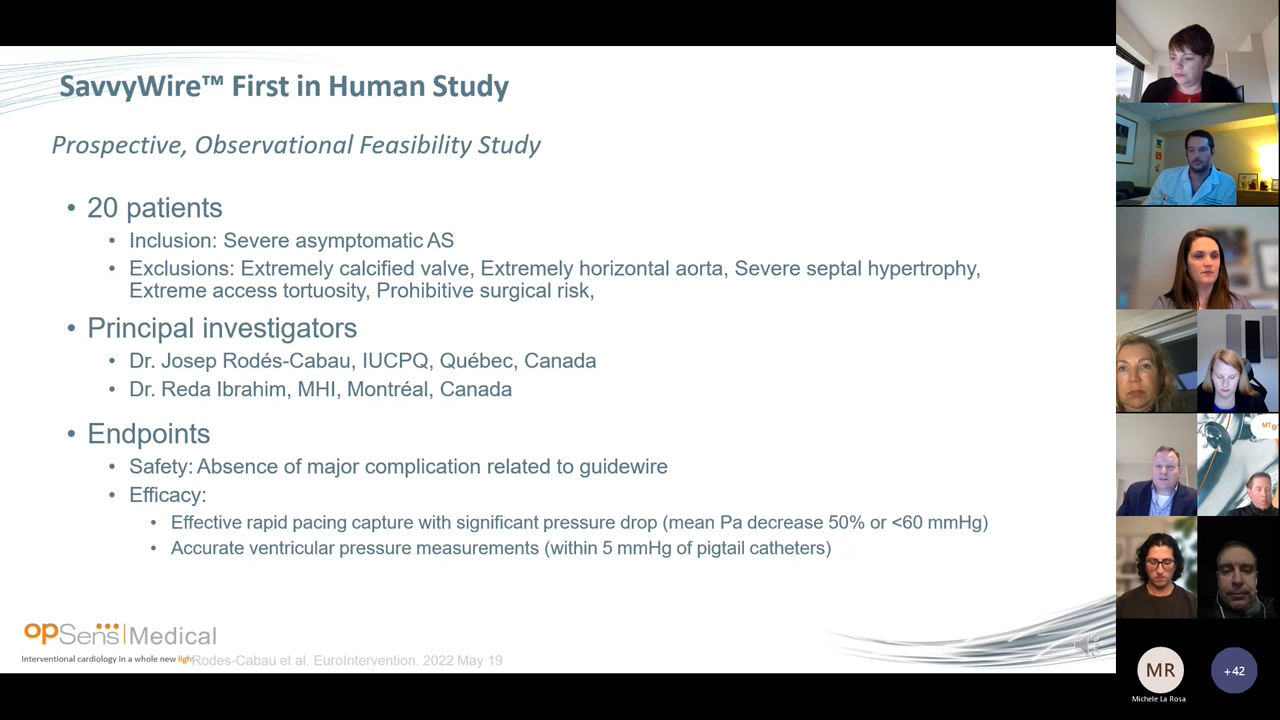 SavvyWire™ First in Human Study
Prospective, Observational Feasibility Study
• 20 patients
• Inclusion: Severe asymptomatic AS
• Exclusions: Extremely calcified valve, Extremely horizontal aorta, Severe septal hypertrophy,
Extreme access tortuosity, Prohibitive surgical risk,
• Principal investigators
• Dr. Josep Rodés-Cabau, IUCPQ, Québec, Canada
• Dr. Reda Ibrahim, MHI, Montréal, Canada
• Endpoints
• Safety: Absence of major complication related to guidewire
• Efficacy:
• Effective rapid pacing capture with significant pressure drop (mean Pa decrease 50% or <60 mmHg)
• Accurate ventricular pressure measurements (within 5 mmHg of pigtail catheters)
opSens|Medical
Interventional cardiology in a whole new ligh
Rodes-Cabau et al. EuroIntervention. 2022 May 19
MR
Michele La Rosa
+42